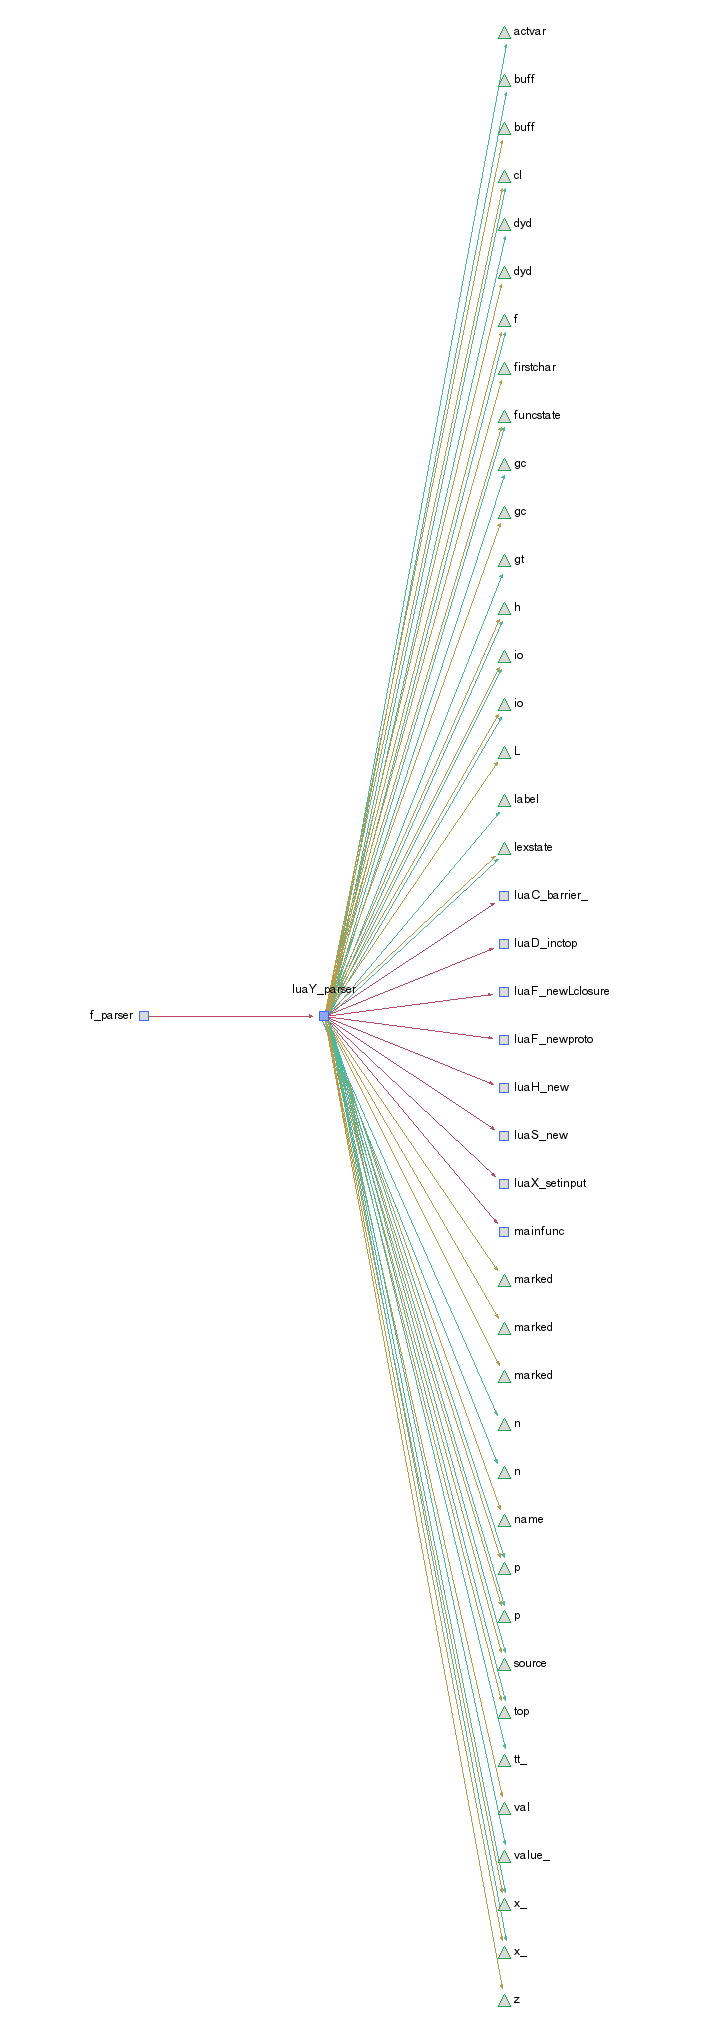 actvar
buff
buff
cl
dyd
dyd
f
firstchar
funcstate
gc
gc
gt
h
io
io
L
label
lexstate
luaC_barrier_
luaD_inctop
luaY_parser
luaF_newLclosure
f_parser
luaF_newproto
luaH_new
luaS_new
luaX_setinput
mainfunc
marked
marked
marked
n
n
name
p
p
source
top
tt_
val
value_
x_
x_
z